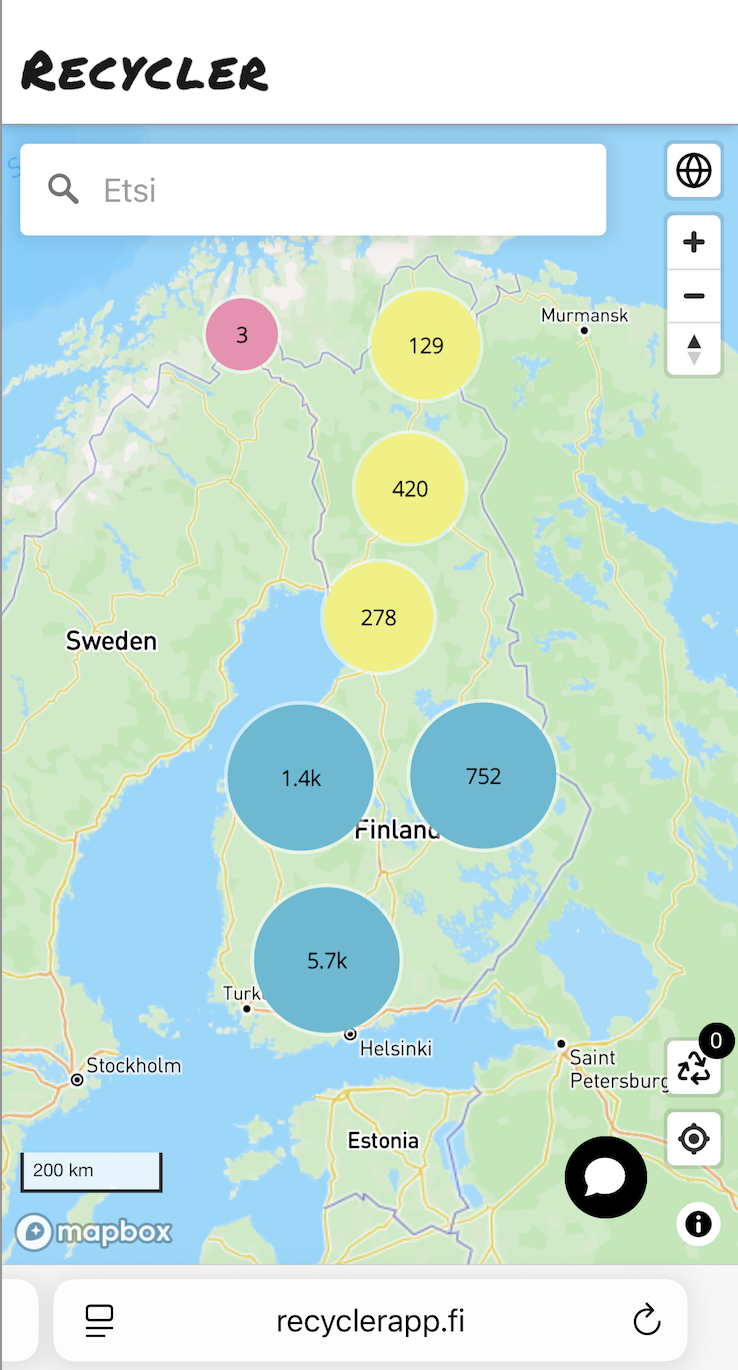 Recycler
Etsi
Murmansk
3
129
420
278
Sweden
1.4k
752
Finland
5.7k
Turk
Helsinki
0
Stockholm
Saint
Petersburg
Estonia
200 km
mapbox
recyclerapp.fi